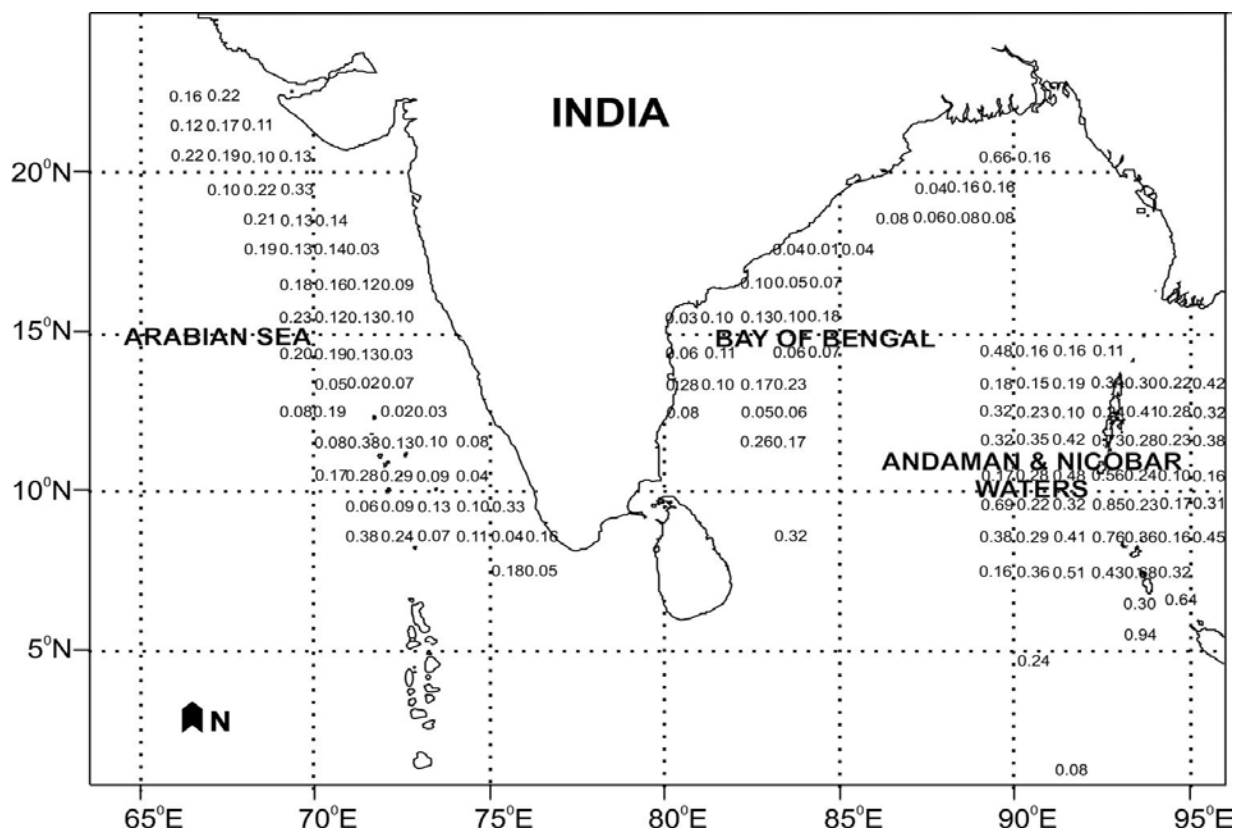 INDIA
0.16 0.22
0.12 0.17 0.11
0.22 0.19 0.10 0.13 0.66 0.16
20°N
0.10 0.22 0.33 0.04 0.16 0.16
0.21 0.13 0.14 0.08 0.06 0.08 0.08
0.19 0.13 0.14 0.03 0.04 0.01 0.04
0.18 0.16 0.12 0.09 0.10 0.05 0.07
0.23 0.12 0.13 0.10 0.03 0.10 0.13 0.10 0.18
15°N ARABIAN SEA BAY OF BENGAL
0.20 0.19 0.13 0.03 0.06 0.11 0.06 0.07 0.48 0.16 0.16 0.11
0.05 0.02 0.07 0.28 0.10 0.17 0.23 0.18 0.15 0.19 0.30 0.22 0.42
0.08 0.19 0.02 0.03 0.08 0.05 0.06 0.32 0.23 0.10 0.41 0.28 0.32
0.08 0.38 0.13 0.10 0.08 0.26 0.17 0.32 0.35 0.42 0.28 0.23 0.38
ANDAMAN & NICOBAR
0.17 0.28 0.29 0.09 0.04 0.17 0.28 0.48 0.56 0.24 0.10 0.16
10°N WATERS
0.06 0.09 0.13 0.10 0.33 0.69 0.22 0.32 0.85 0.23 0.17 0.31
0.38 0.24 0.07 0.11 0.04 0.16 0.32 0.38 0.29 0.41 0.76 0.36 0.16 0.45
0.18 0.05 0.16 0.36 0.51 0.43 0.32
0.30 0.64
0.94
5°N
0.24
N
0.08
65°E 70°E 75°E 80°E 85°E 90°E 95°E